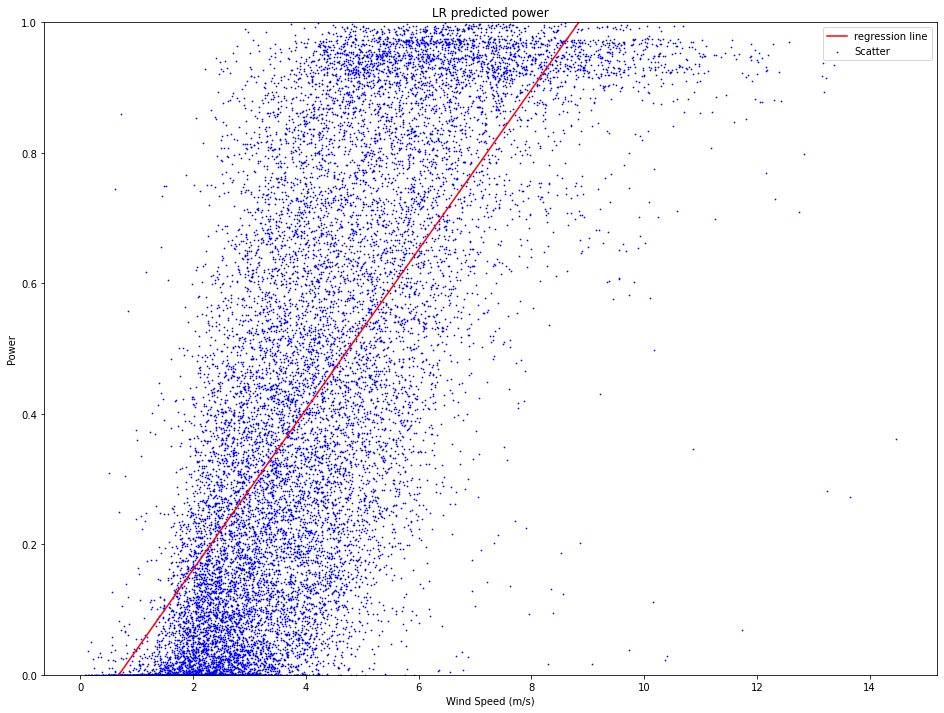 LR predicted power
regression line
Scatter
Power
1.0
0.8
0.6
0.4
0.2
0.0
0 2 4 6 8 10 12 14
Wind Speed (m/s)